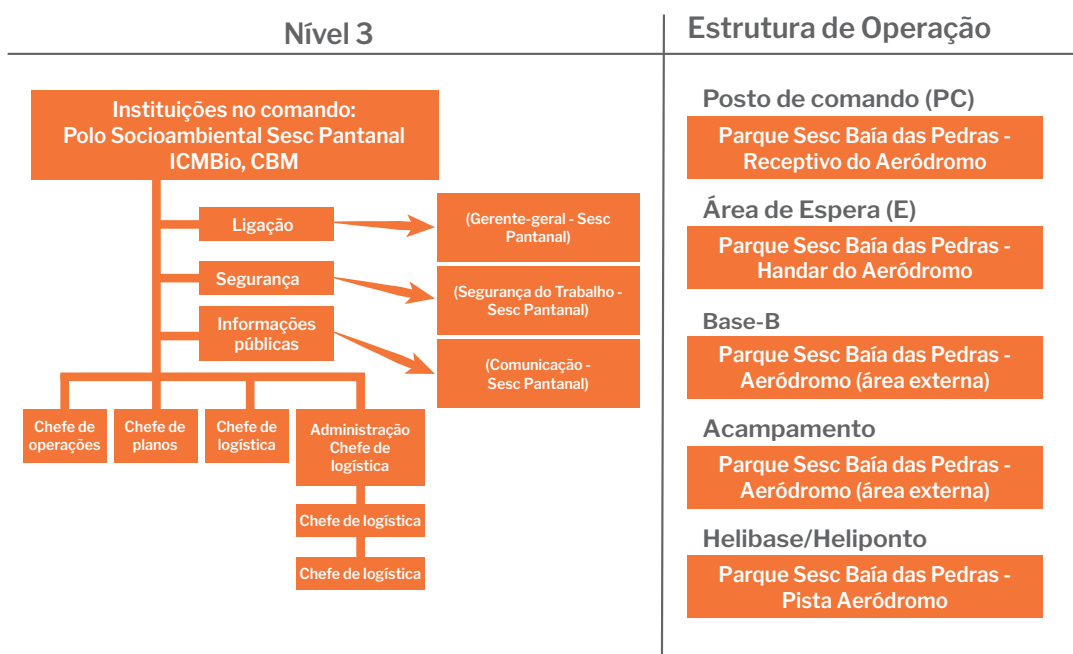 Nível 3
Instituições no comando:
Polo Socioambiental Sesc Pantanal
ICMBio, CBM
Ligação
(Gerente-geral - Sesc
Pantanal)
Segurança
(Segurança do Trabalho -
Sesc Pantanal)
Informações
públicas
(Comunicação -
Sesc Pantanal)
Chefe de
operações
Chefe de
planos
Chefe de
logística
Administração
Chefe de
logística
Chefe de logística
Chefe de logística
Estrutura de Operação
Posto de comando (PC)
Parque Sesc Baía das Pedras -
Receptivo do Aeródromo
Área de Espera (E)
Parque Sesc Baía das Pedras -
Handar do Aeródromo
Base-B
Parque Sesc Baía das Pedras -
Aeródromo (área externa)
Acampamento
Parque Sesc Baía das Pedras -
Aeródromo (área externa)
Helibase/Heliponto
Parque Sesc Baía das Pedras -
Pista Aeródromo